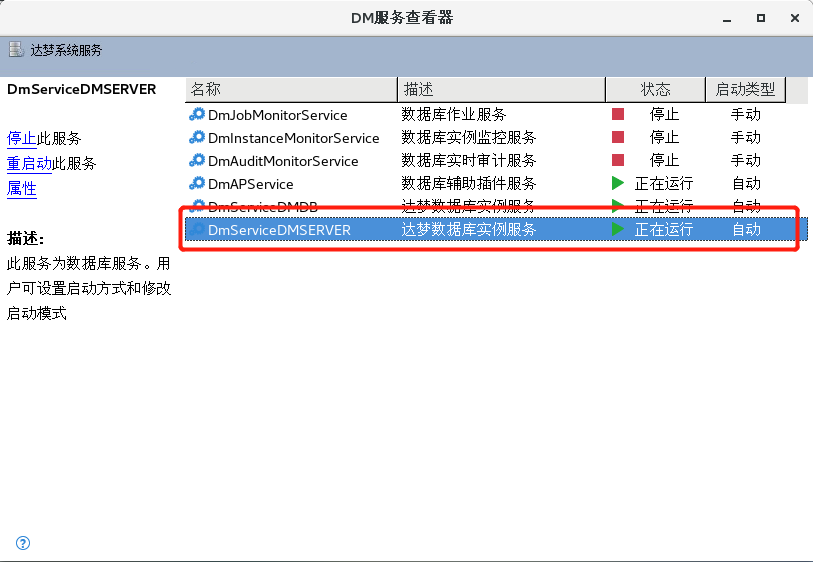 DM服务查看器
达梦系统服务
DmServiceDMSERVER
停止此服务
重启动此服务
属性
描述：
此服务为数据库服务。用
户可设置启动方式和修改
启动模式
名称 描述 状态 启动类型
DmJobMonitorService 数据库作业服务 停止 手动
DmInstanceMonitorService 数据库实例监控服务 停止 手动
DmAuditMonitorService 数据库实时审计服务 停止 手动
DmAPService 数据库辅助插件服务 正在运行 自动
DmServiceDMDB 达梦数据库实例服务 正在运行 自动
DmServiceDMSERVER 达梦数据库实例服务 正在运行 自动